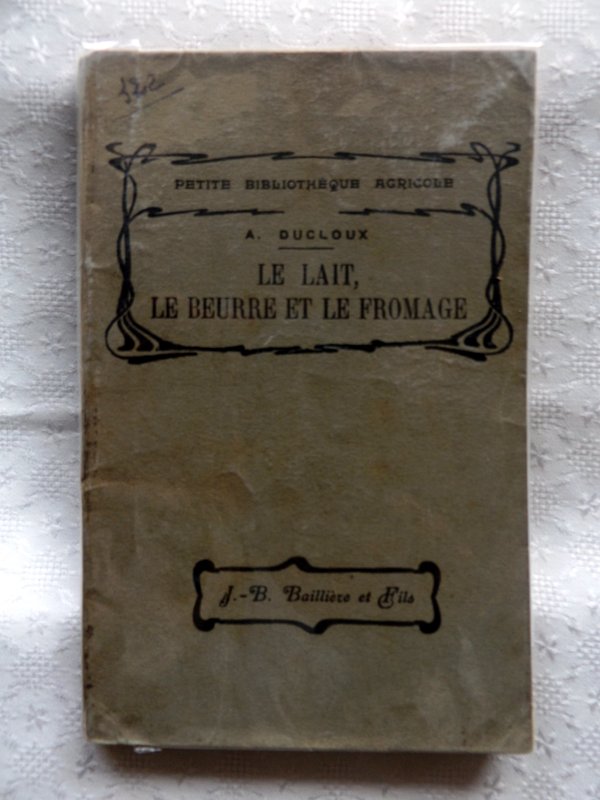 PETITE BIBLIOTHÈQUE AGRICOLE
A. DUCLOUX
LE LAIT,
LE BEURRE ET LE FROMAGE
J.-B. Baillière et Fils